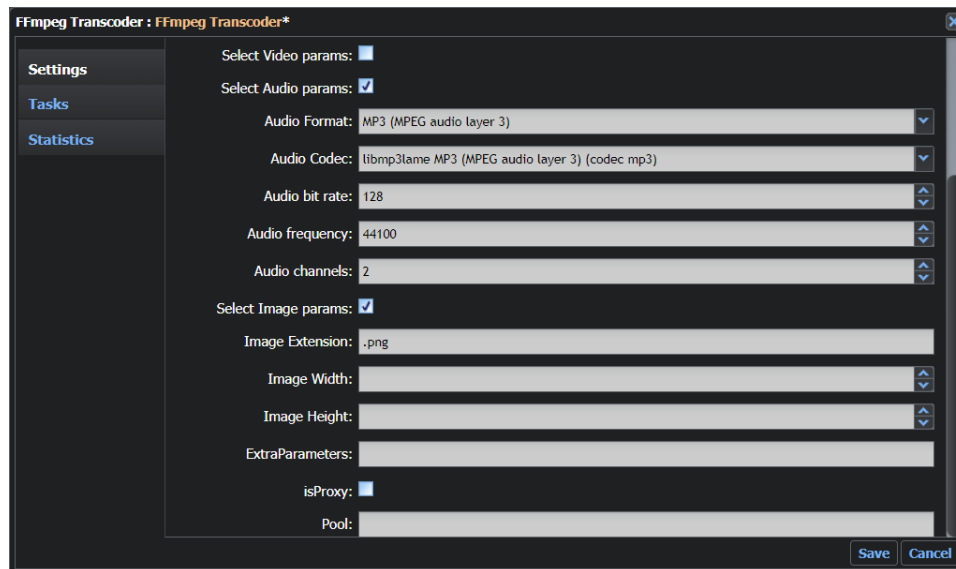 FFmpeg Transcoder : FFmpeg Transcoder*
Settings
Tasks
Statistics
Select Video params:
Select Audio params:
Audio Format: MP3 (MPEG audio layer 3)
Audio Codec: libmp3lame MP3 (MPEG audio layer 3) (codec mp3)
Audio bit rate: 128
Audio frequency: 44100
Audio channels: 2
Select Image params:
Image Extension: .png
Image Width:
Image Height:
ExtraParameters:
isProxy:
Pool:
Save Cancel